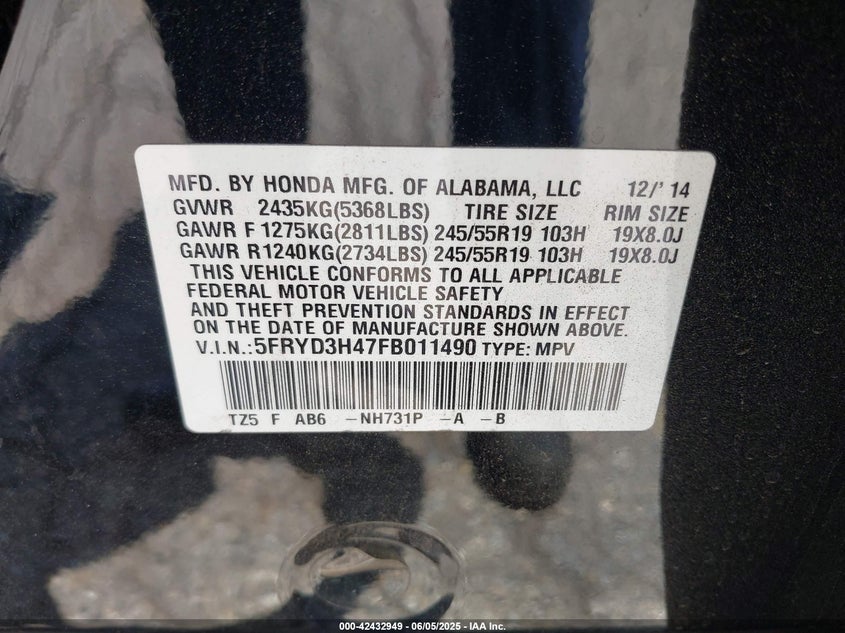 MFD. BY HONDA MFG. OF ALABAMA, LLC 12/' 14
GVWR 2435KG(5368LBS) TIRE SIZE RIM SIZE
GAWR F 1275KG(2811LBS) 245/55R19 103H 19X8.0J
GAWR R1240KG(2734LBS) 245/55R19 103H 19X8.0J
THIS VEHICLE CONFORMS TO ALL APPLICABLE
FEDERAL MOTOR VEHICLE SAFETY
AND THEFT PREVENTION STANDARDS IN EFFECT
ON THE DATE OF MANUFACTURE SHOWN ABOVE.
V.I.N.:5FRYD3H47FB011490 TYPE: MPV
TZ5 F AB6 -NH731P -A -B
000-42432949 - 06/05/2025 - IAA Inc.